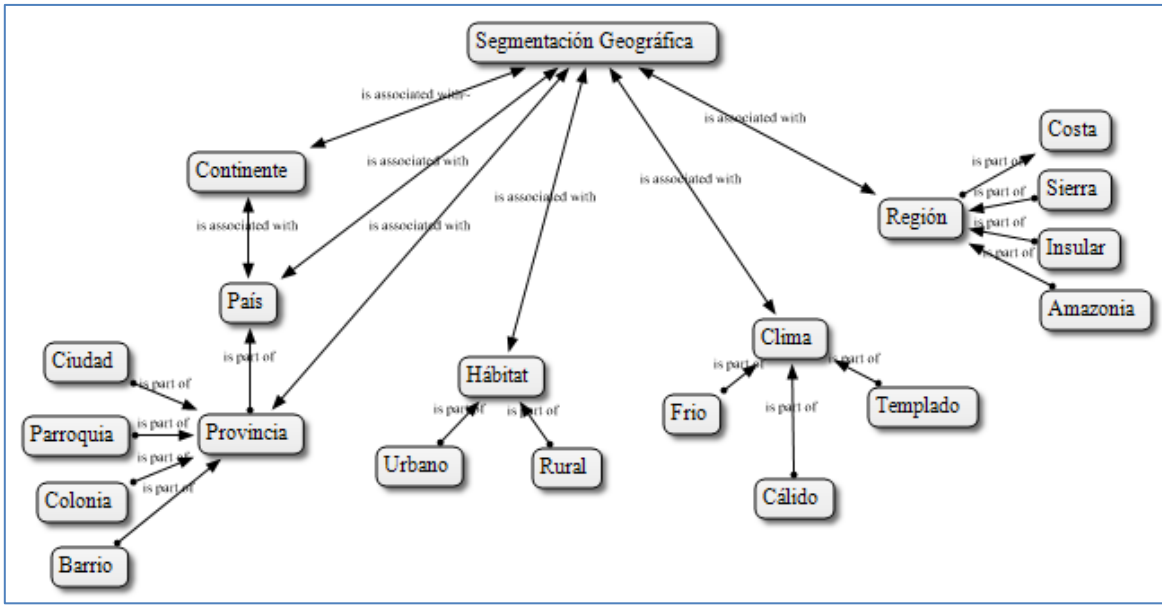 Segmentación Geográfica
is associated with~
is associated with
Costa
is associated with
is part of
Continente
is associated with
is associated with
is part of
Sierra
is associated with
is associated with
Región
is part of
Insular
is part of
País
Amazonia
Clima
Ciudad
is part of
is part of
is part of
Hábitat
is part of
Frio
is part of
Templado
Parroquia
is part of
Provincia
is part of
is part of
is part of
Urbano
Rural
Colonia
is part of
Cálido
Barrio